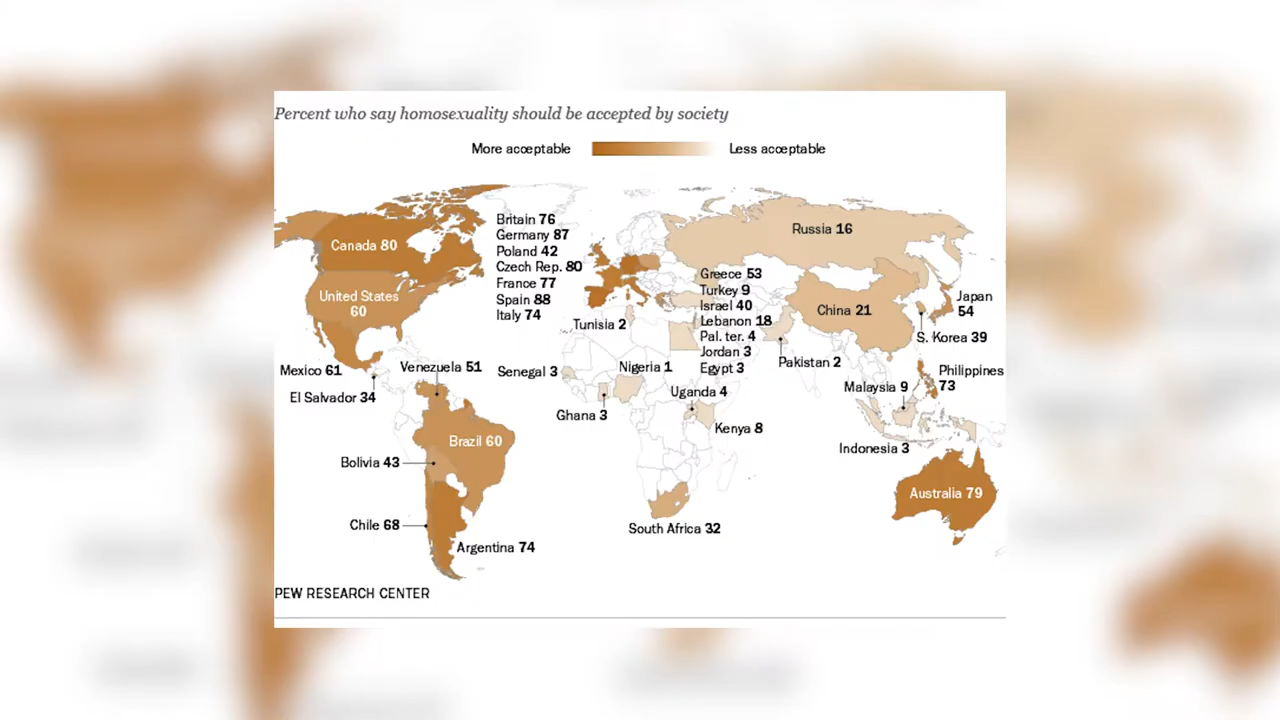 Percent who say homosexuality should be accepted by society
More acceptable
Less acceptable
Canada 80
United States
60
Mexico 61
El Salvador 34
Venezuela 51
Brazil 60
Bolivia 43
Chile 68
Argentina 74
Britain 76
Germany 87
Poland 42
Czech Rep. 80
France 77
Spain 88
Italy 74
Tunisia 2
Senegal 3
Nigeria 1
Ghana 3
Uganda 4
Kenya 8
South Africa 32
Greece 53
Turkey 9
Israel 40
Lebanon 18
Pal. ter. 4
Jordan 3
Egypt 3
Russia 16
China 21
Pakistan 2
Japan
54
S. Korea 39
Philippines
73
Malaysia 9
Indonesia 3
Australia 79
PEW RESEARCH CENTER